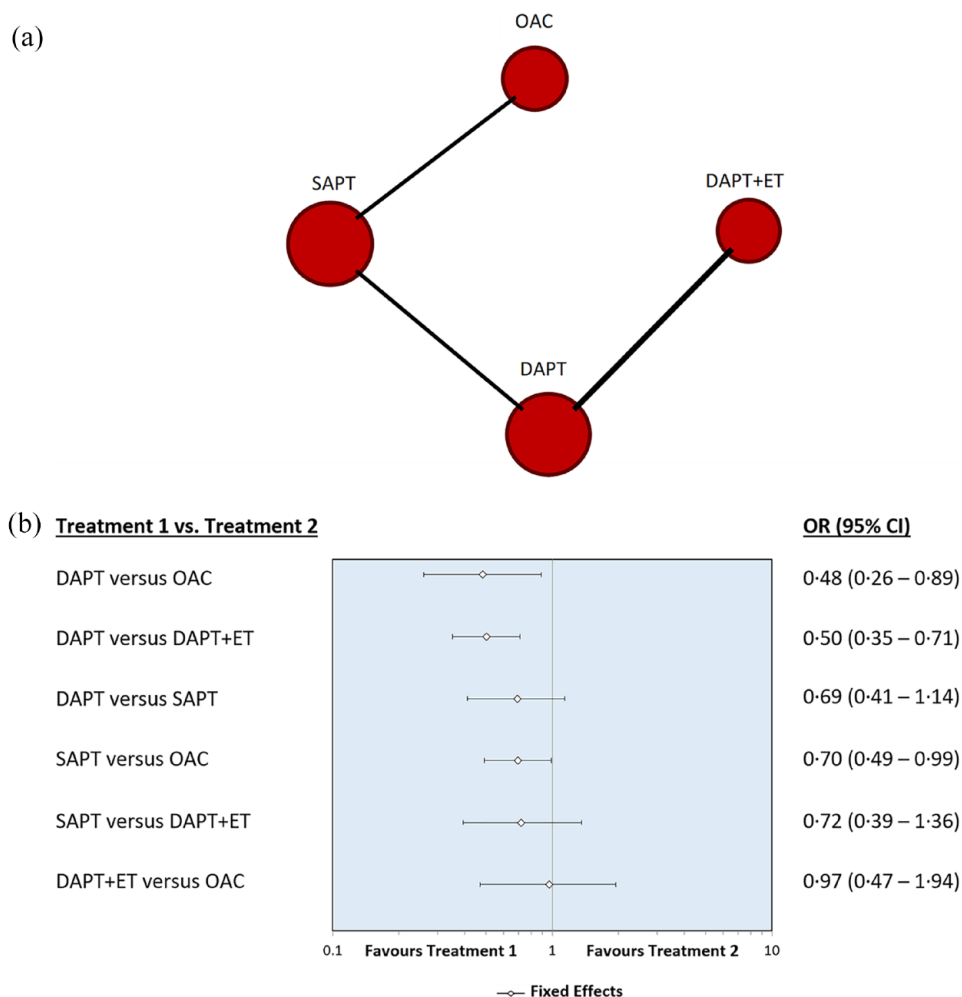 (a)
OAC
SAPT
DAPT+ET
DAPT
(b) Treatment 1 vs. Treatment 2 OR (95% CI)
DAPT versus OAC 0·48 (0·26 – 0·89)
DAPT versus DAPT+ET 0·50 (0·35 – 0·71)
DAPT versus SAPT 0·69 (0·41 – 1·14)
SAPT versus OAC 0·70 (0·49 – 0·99)
SAPT versus DAPT+ET 0·72 (0·39 – 1·36)
DAPT+ET versus OAC 0·97 (0·47 – 1·94)
0.1 Favours Treatment 1 1 Favours Treatment 2 10
Fixed Effects